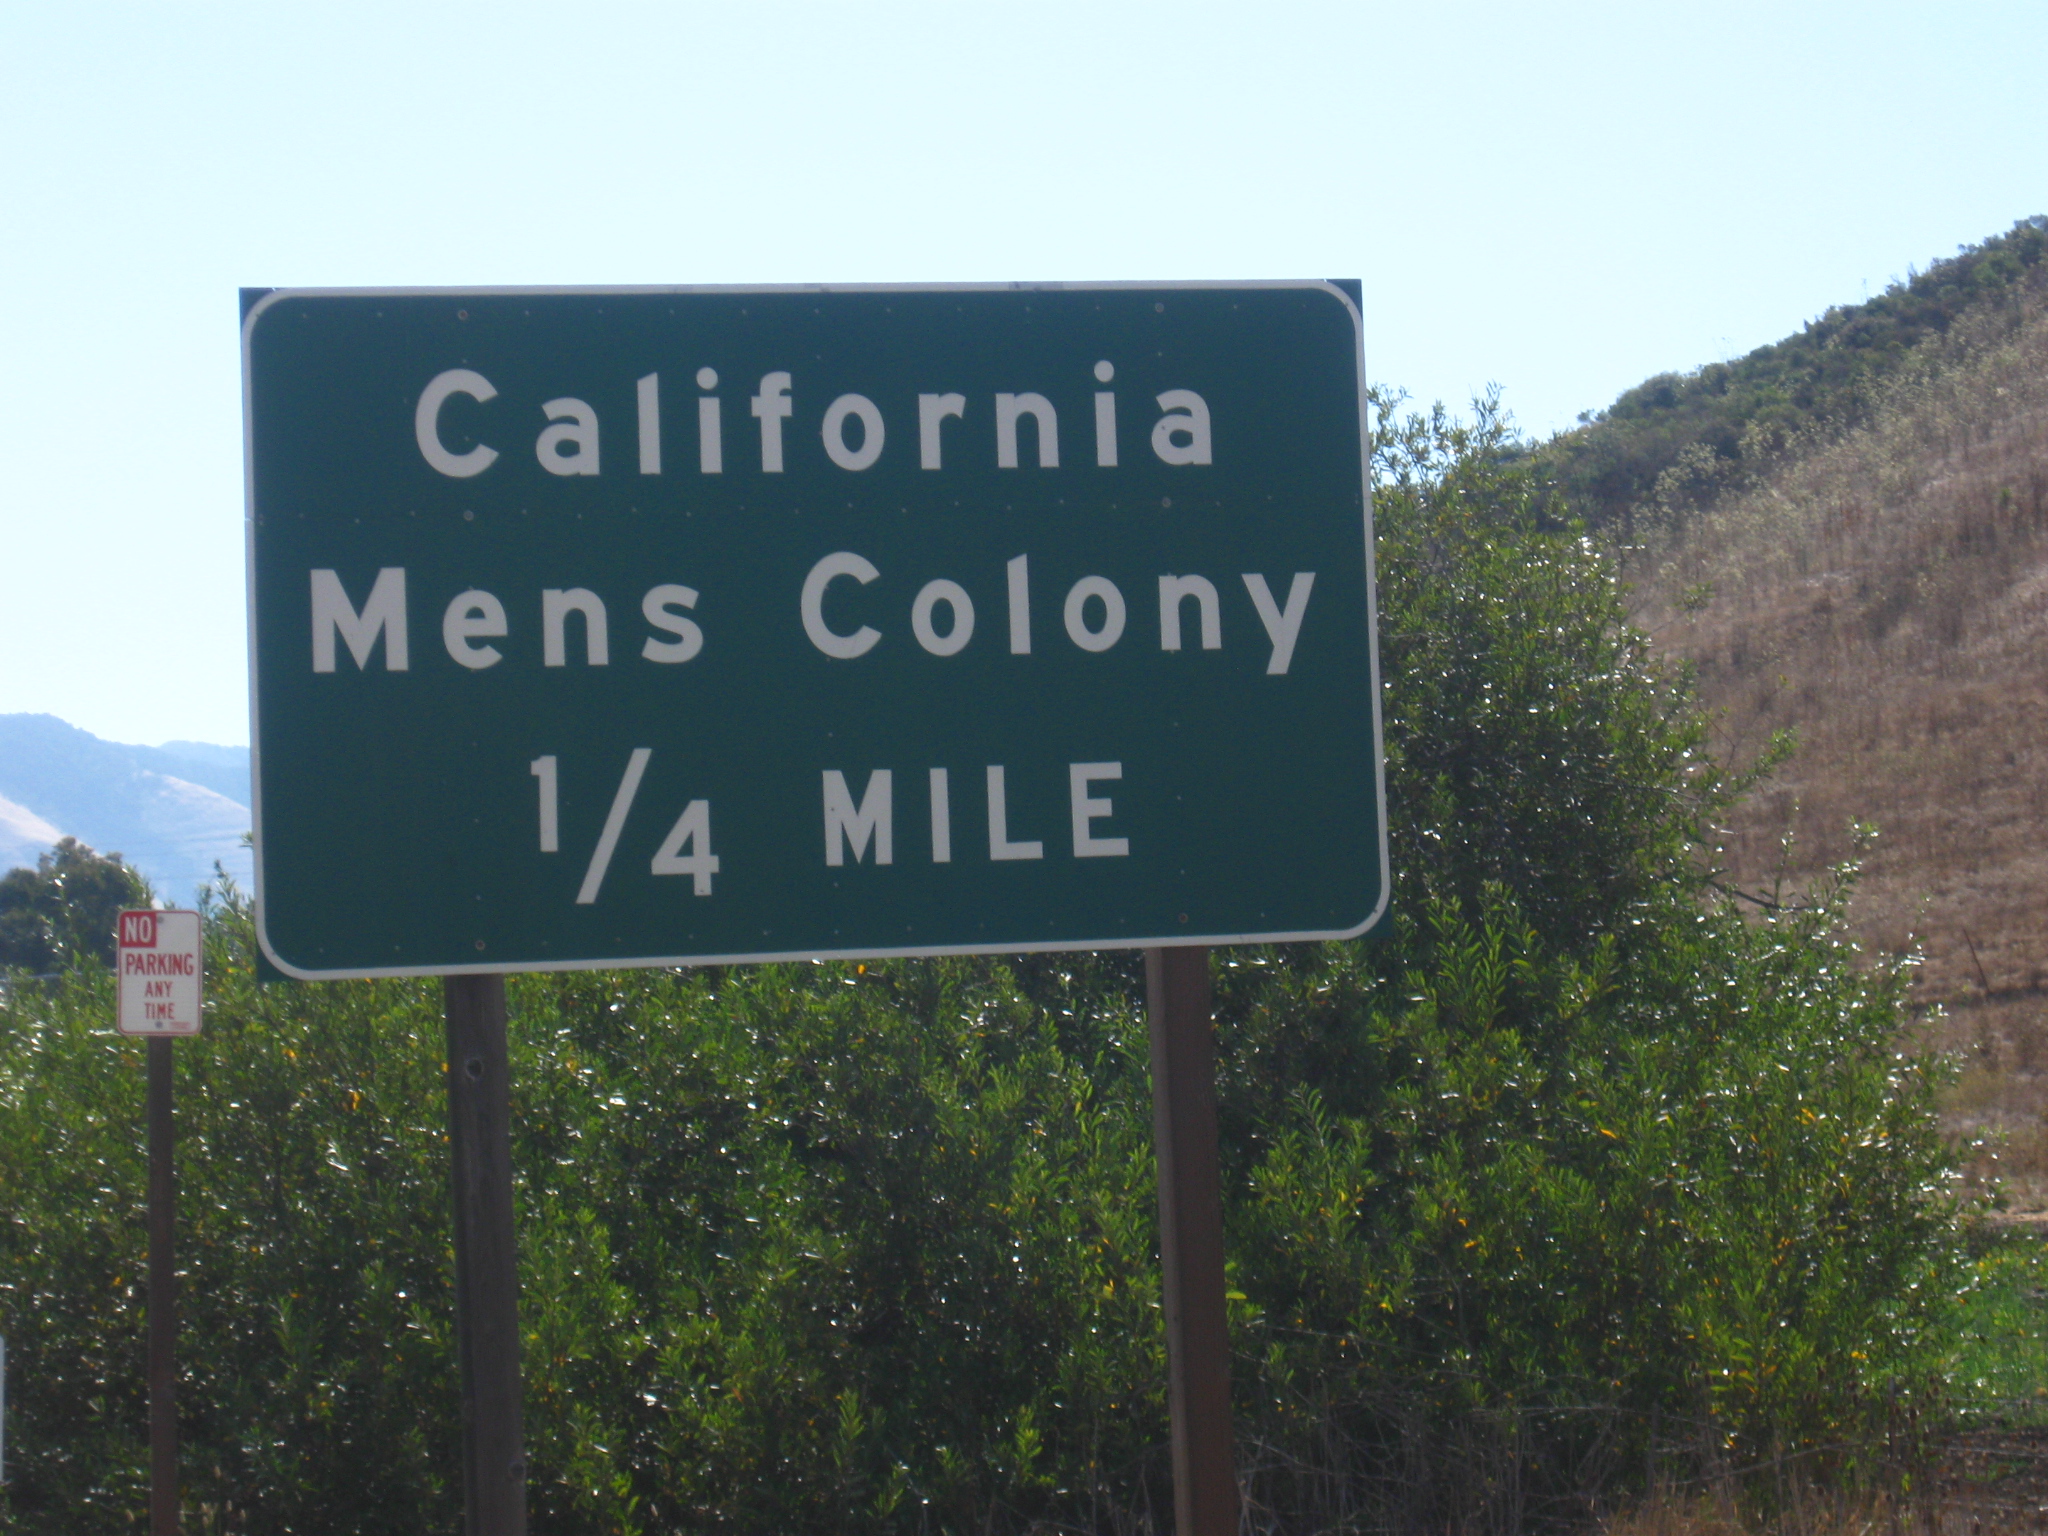 California
Mens Colony
1/4 MILE
NO
PARKING
ANY
TIME